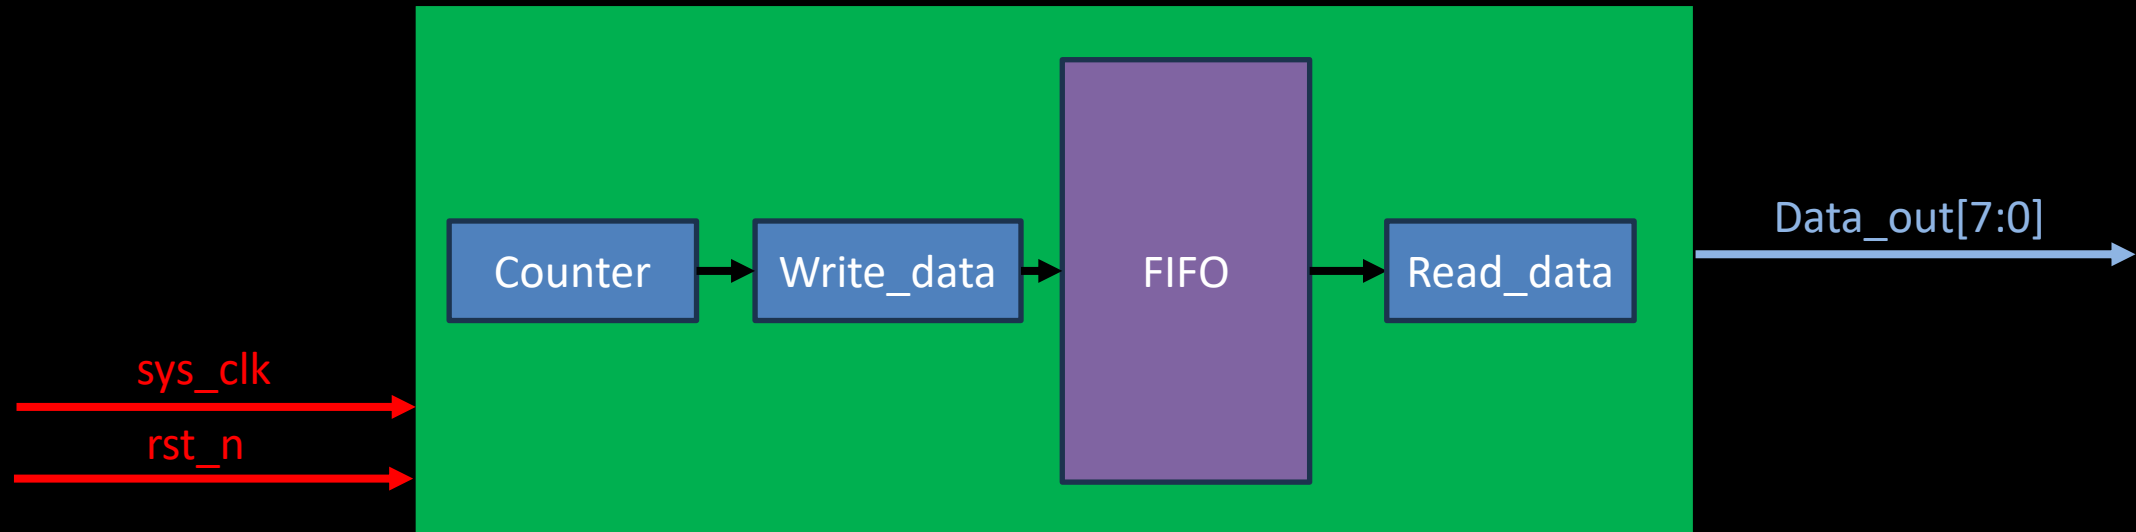 Counter
Write_data
FIFO
Read_data
Data_out[7:0]
sys_clk
rst_n